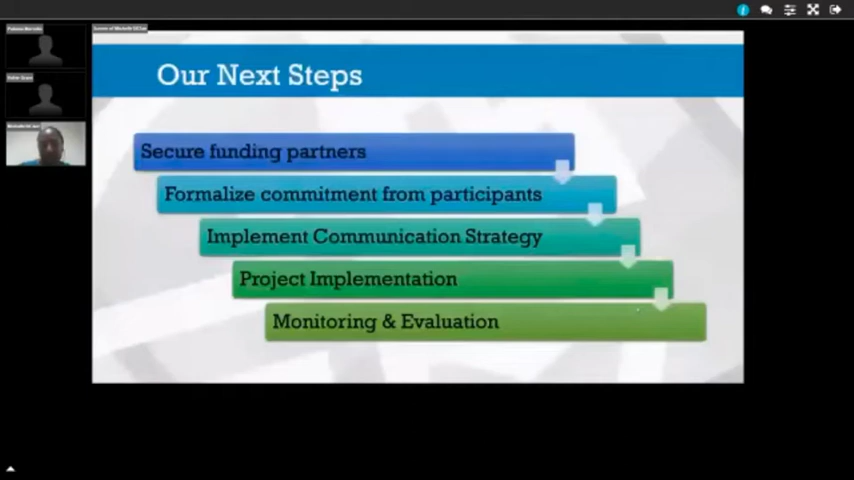 Our Next Steps
Secure funding partners
Formalize commitment from participants
Implement Communication Strategy
Project Implementation
Monitoring & Evaluation